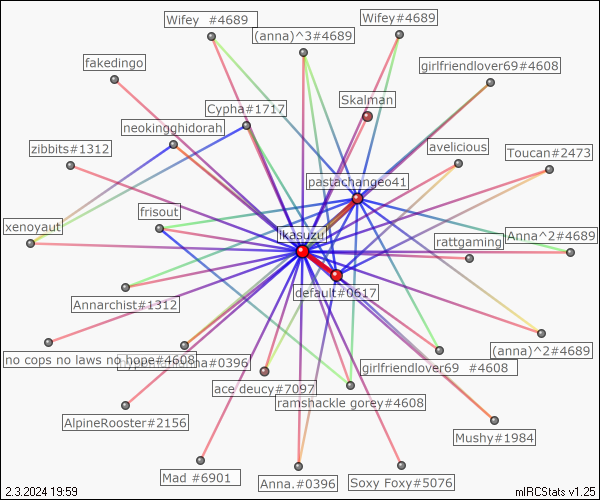 Wifey #4689
Wifey#4689
(anna)^3#4689
fakedingo
girlfriendlover69#4608
Skalman
Cypha#1717
neokingghidorah
zibbits#1312
avelicious
Toucan#2473
pastachangeo41
frisout
xenoyaut
ikasuzu
rattgaming
Anna^2#4689
default#0617
Annarchist#1312
(anna)^2#4689
no cops no laws no hope#4608
#0396
girlfriendlover69 #4608
ace deucy#7097
ramshackle gorey#4608
AlpineRooster#2156
Mushy#1984
Mad #6901
Anna.#0396
Soxy Foxy#5076
2.3.2024 19:59
mIRCStats v1.25